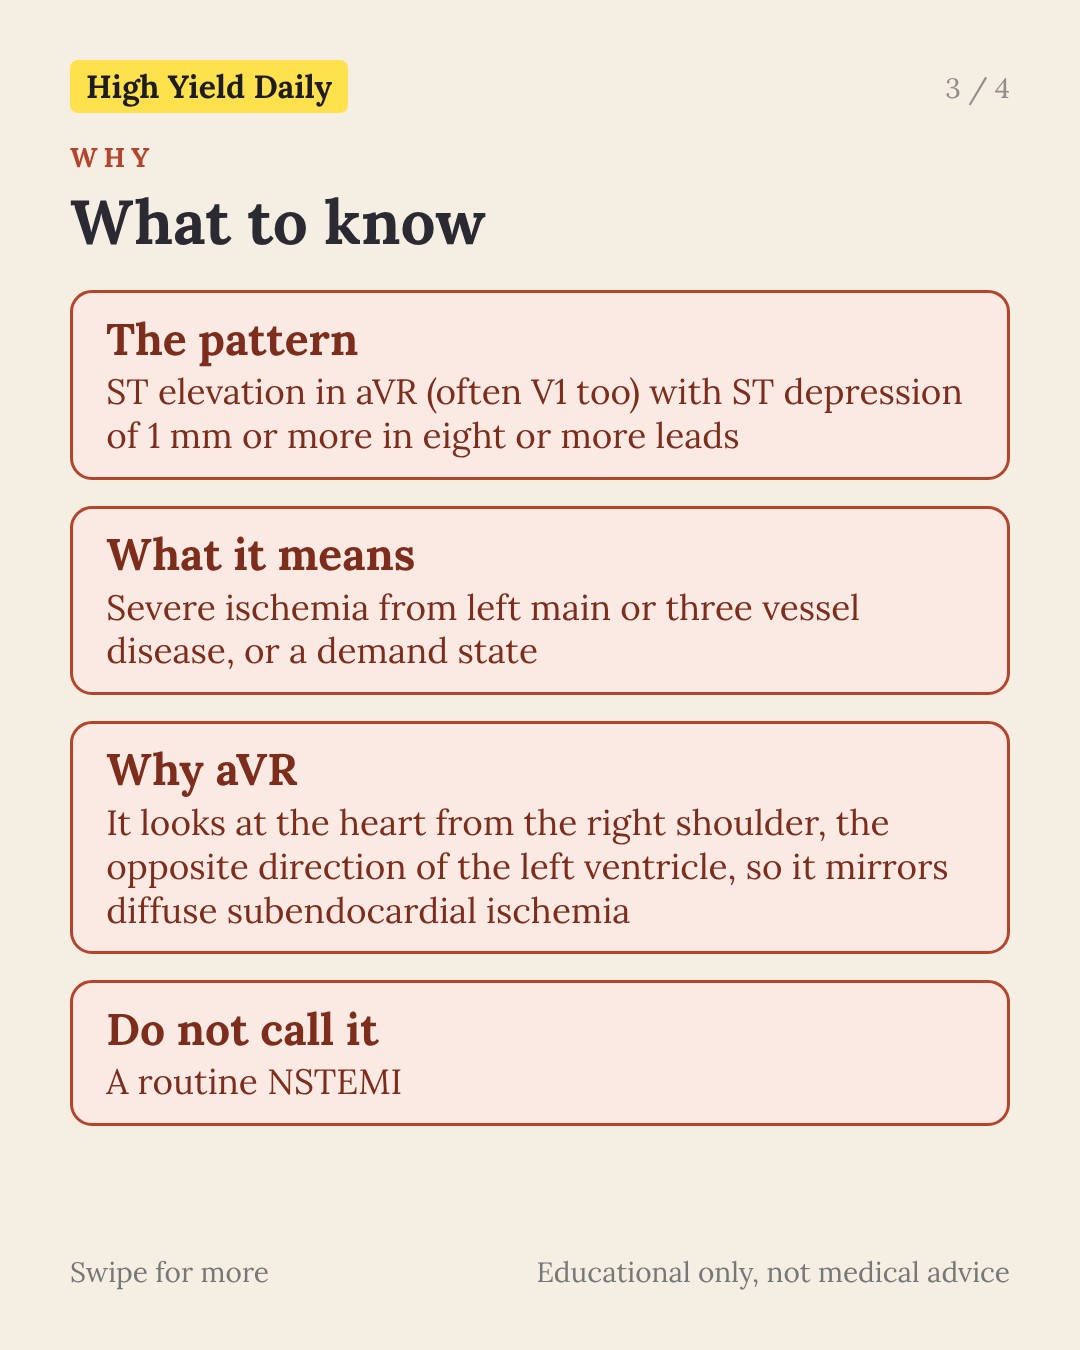 High Yield Daily
3 / 4
WHY
What to know
The pattern
ST elevation in aVR (often V1 too) with ST depression
of 1 mm or more in eight or more leads
What it means
Severe ischemia from left main or three vessel
disease, or a demand state
Why aVR
It looks at the heart from the right shoulder, the
opposite direction of the left ventricle, so it mirrors
diffuse subendocardial ischemia
Do not call it
A routine NSTEMI
Swipe for more
Educational only, not medical advice